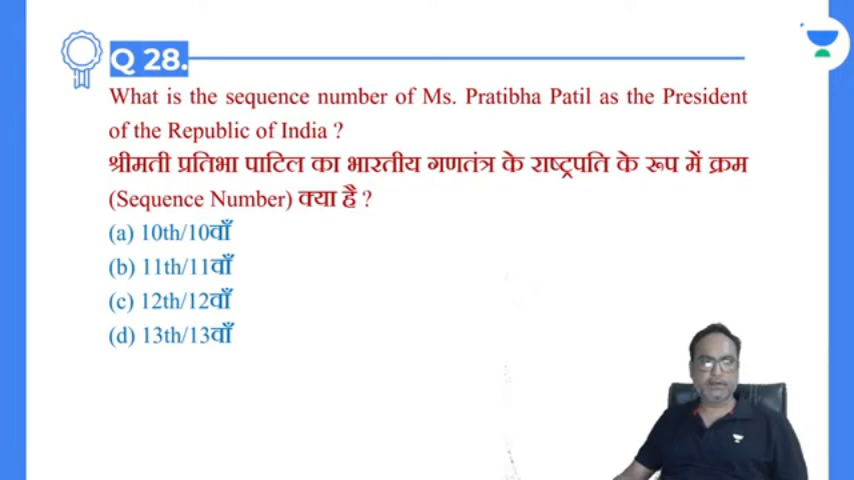 Q 28.
What is the sequence number of Ms. Pratibha Patil as the President
of the Republic of India ?
श्रीमती प्रतिभा पाटिल का भारतीय गणतंत्र के राष्ट्रपति के रूप में क्रम
(Sequence Number) क्या है ?
(a) 10th/10वाँ
(b) 11th/11वाँ
(c) 12th/12वाँ
(d) 13th/13वाँ